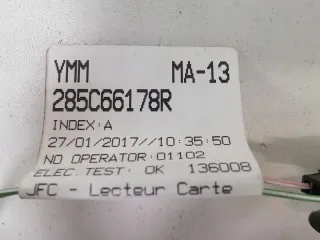 YMM MA-13
285C66178R
INDEX:A
27/01/2017//10:35:50
NO OPERATOR:01102
ELEC.TEST: OK 136008
JFC - Lecteur Carte